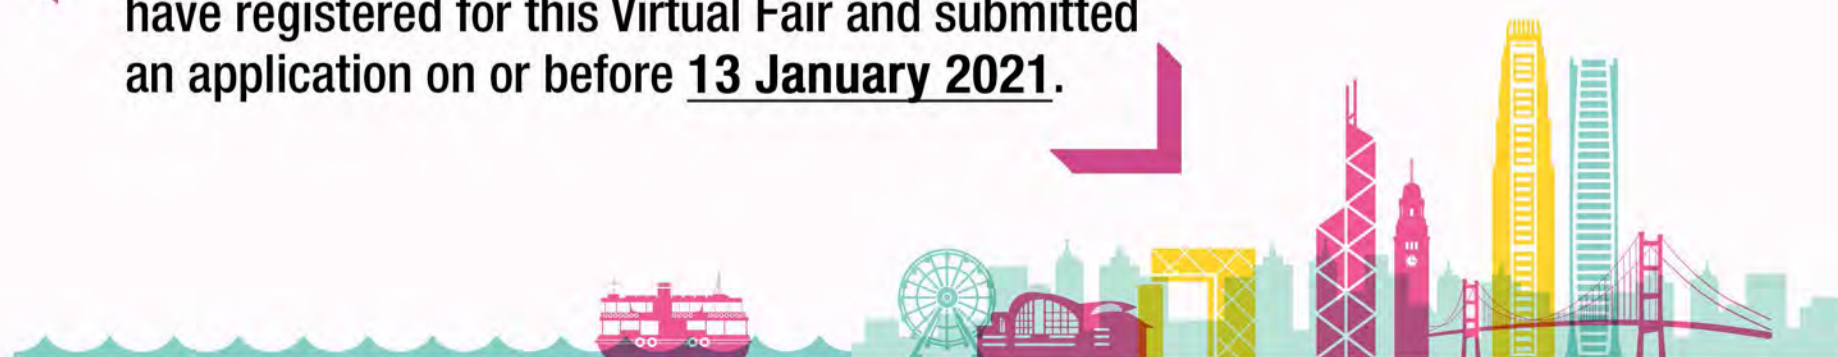 have registered for this Virtual Fair and submitted
an application on or before 13 January 2021.